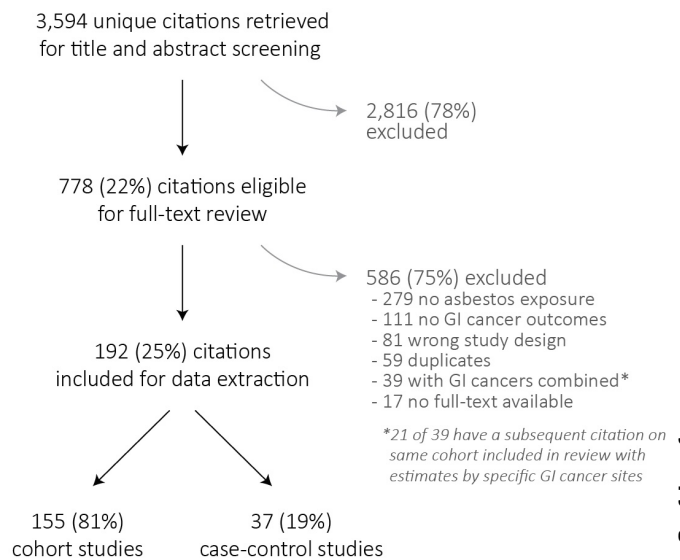 3,594 unique citations retrieved
for title and abstract screening
2,816 (78%)
excluded
778 (22%) citations eligible
for full-text review
586 (75%) excluded
- 279 no asbestos exposure
- 111 no GI cancer outcomes
- 81 wrong study design
- 59 duplicates
- 39 with GI cancers combined*
- 17 no full-text available
*21 of 39 have a subsequent citation on
same cohort included in review with
estimates by specific GI cancer sites
192 (25%) citations
included for data extraction
155 (81%)
cohort studies
37 (19%)
case-control studies